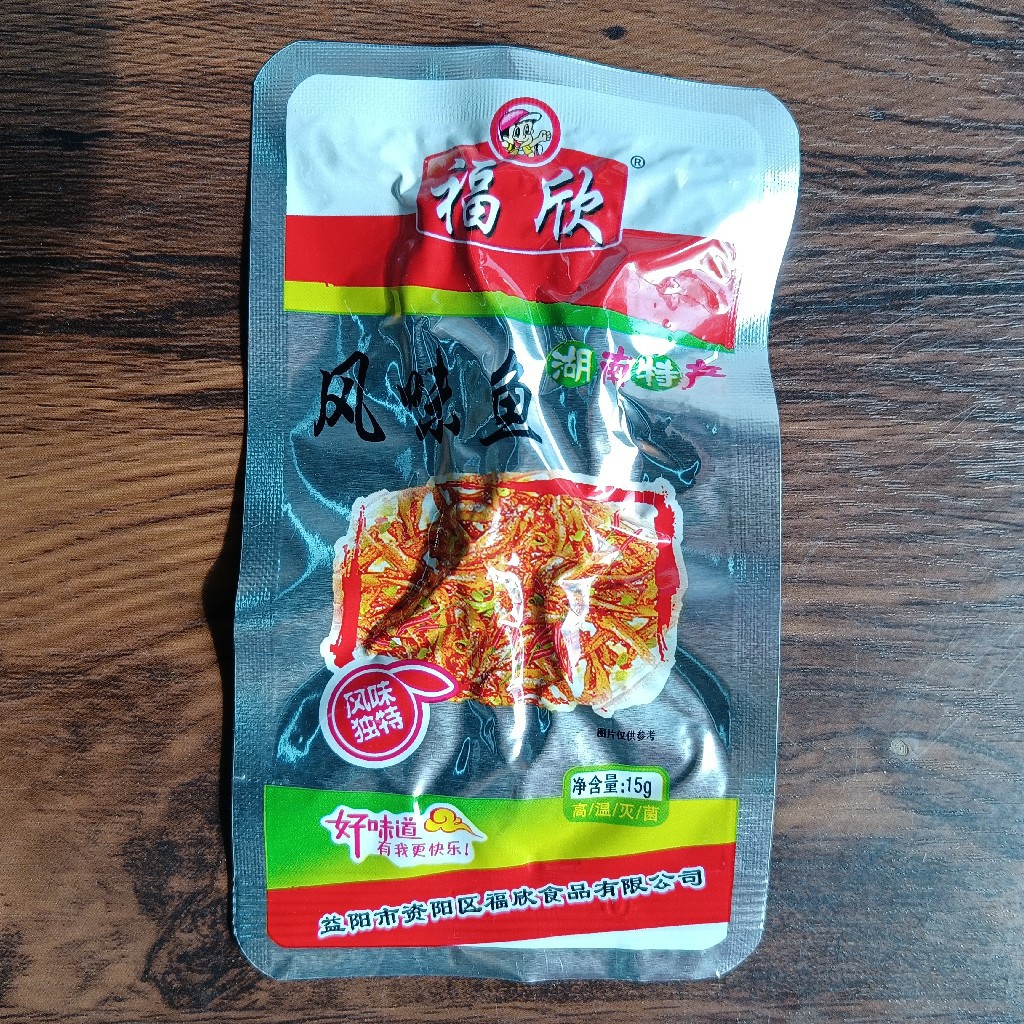 福欣®
风味鱼
湖南特产
风味
独特
图片仅供参考
净含量:15g
高/温/灭/菌
好味道
有我更快乐!
益阳市资阳区福欣食品有限公司